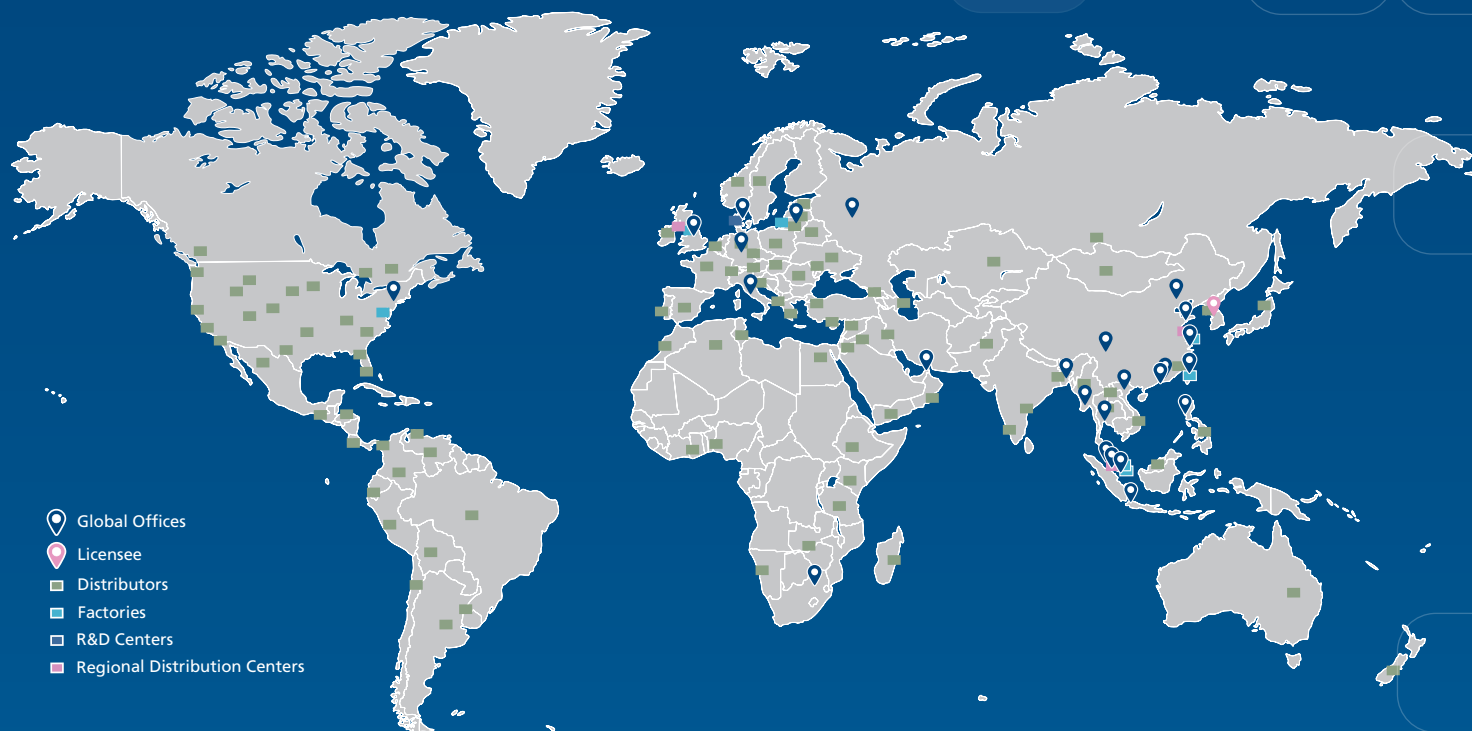 Global Offices
Licensee
Distributors
Factories
R&D Centers
Regional Distribution Centers